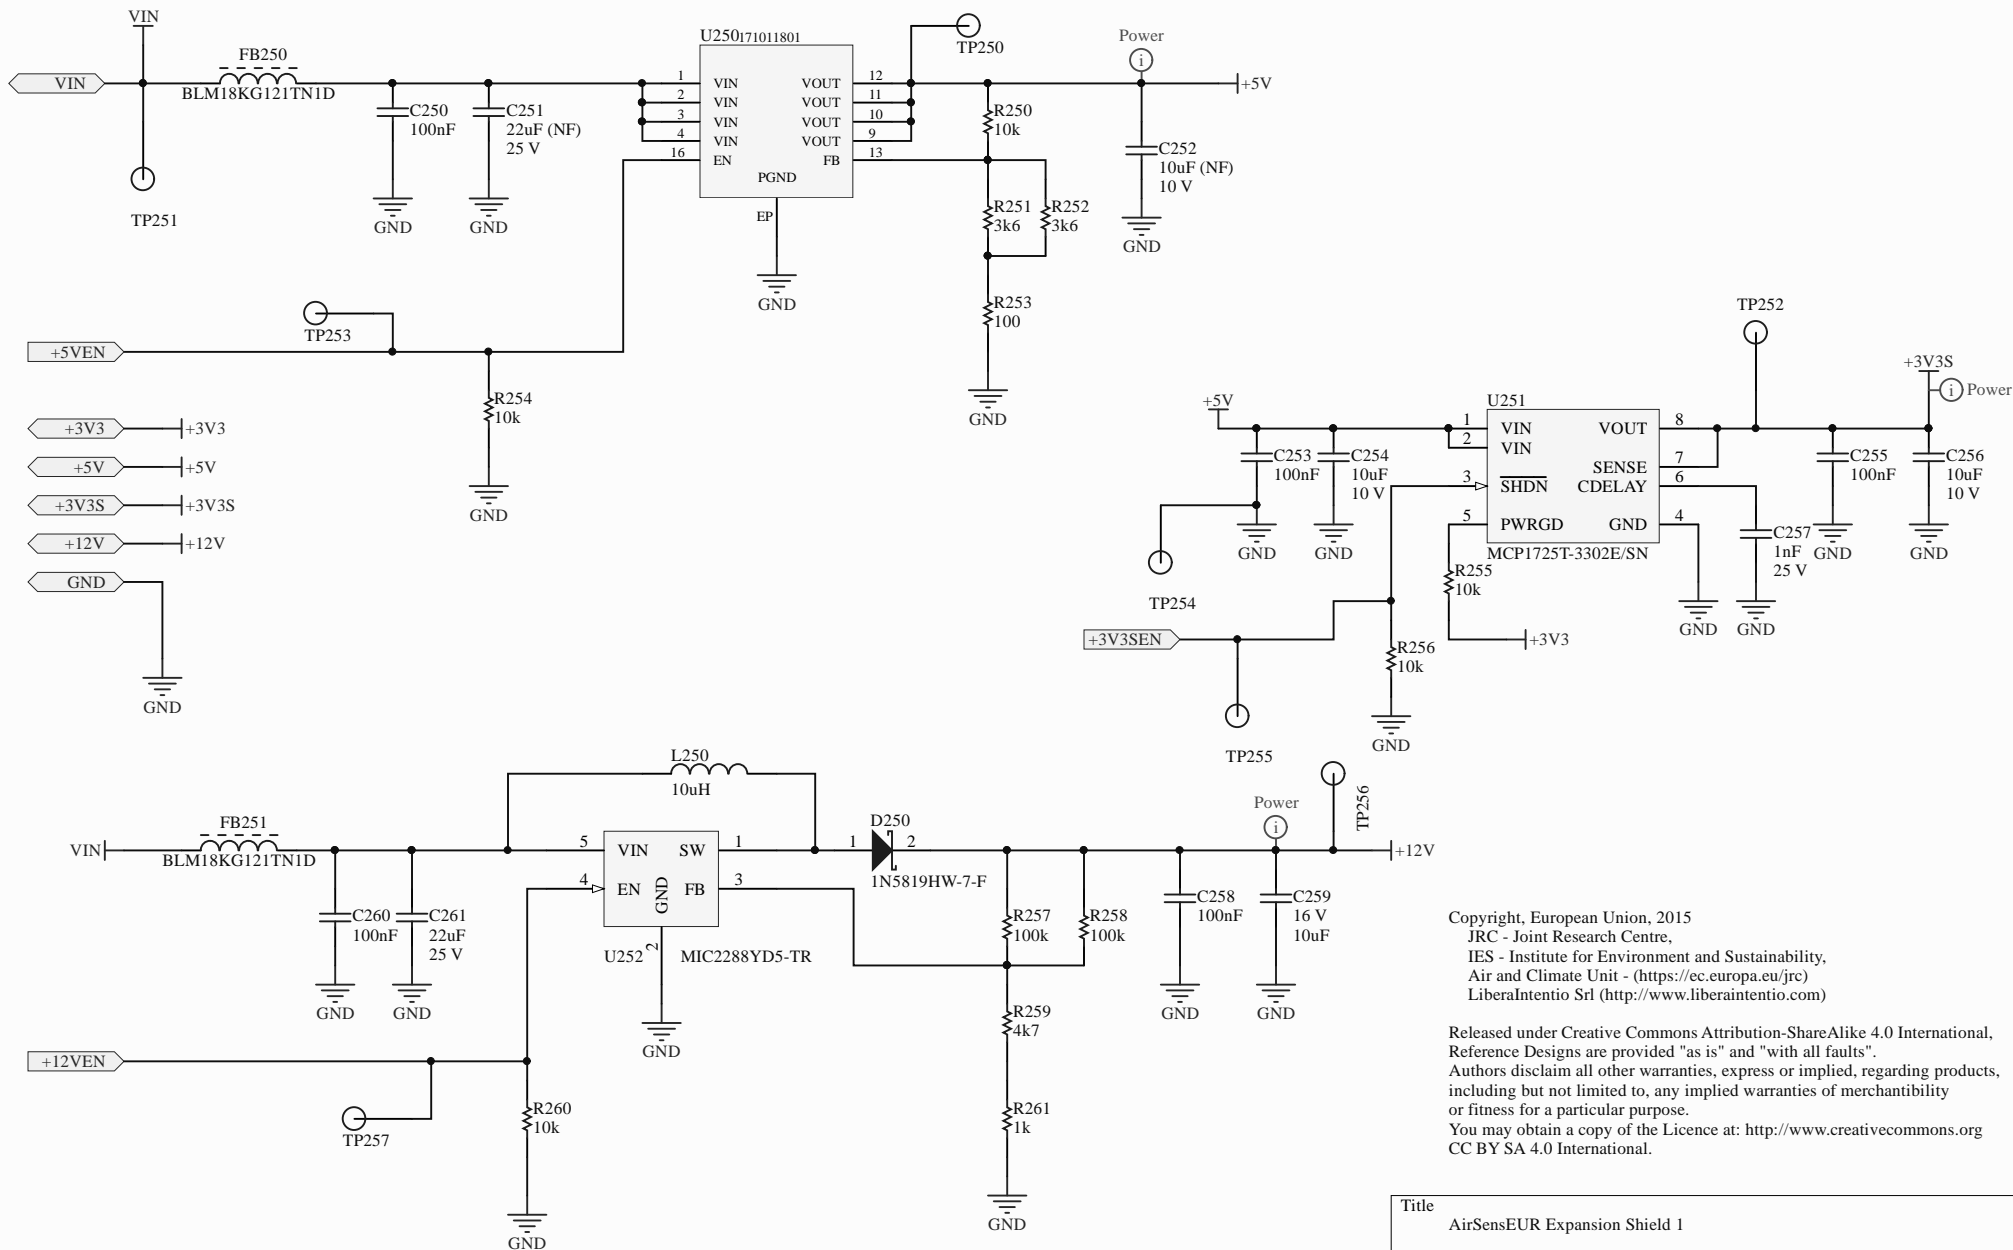 VIN
FB250
VIN
BLM18KG121TN1D
TP251
C250
100nF
GND
C251
22uF (NF)
25 V
GND
U250
171011801
1
2
3
4
16
VIN
VIN
VIN
VIN
EN
VOUT
VOUT
VOUT
VOUT
FB
12
11
10
9
13
PGND
EP
GND
TP250
Power
i
+5V
R250
10k
C252
10uF (NF)
10 V
GND
R251
3k6
R252
3k6
R253
100
GND
TP253
+5VEN
R254
10k
GND
+3V3
+3V3
+5V
+5V
+3V3S
+3V3S
+12V
+12V
GND
GND
TP252
+3V3S
i
Power
+5V
U251
1
2
3
5
VIN
VIN
SHDN
PWRGD
VOUT
SENSE
CDELAY
GND
8
7
6
4
MCP1725T-3302E/SN
C253
100nF
GND
C254
10uF
10 V
GND
C255
100nF
GND
C256
10uF
10 V
GND
C257
1nF
25 V
GND
GND
TP254
R255
10k
+3V3
+3V3SEN
R256
10k
GND
TP255
L250
10uH
FB251
VIN
BLM18KG121TN1D
C260
100nF
GND
C261
22uF
25 V
GND
5
4
VIN
EN
GND
SW
FB
1
3
2
U252
MIC2288YD5-TR
GND
D250
1
2
1N5819HW-7-F
R257
100k
R258
100k
R259
4k7
R261
1k
GND
C258
100nF
GND
C259
16 V
10uF
GND
Power
i
TP256
+12V
+12VEN
TP257
R260
10k
GND
Copyright, European Union, 2015
JRC - Joint Research Centre,
IES - Institute for Environment and Sustainability,
Air and Climate Unit - (https://ec.europa.eu/jrc)
LiberaIntentio Srl (http://www.liberaintentio.com)
Released under Creative Commons Attribution-ShareAlike 4.0 International,
Reference Designs are provided "as is" and "with all faults".
Authors disclaim all other warranties, express or implied, regarding products,
including but not limited to, any implied warranties of merchantibility
or fitness for a particular purpose.
You may obtain a copy of the Licence at: http://www.creativecommons.org
CC BY SA 4.0 International.
Title
AirSensEUR Expansion Shield 1